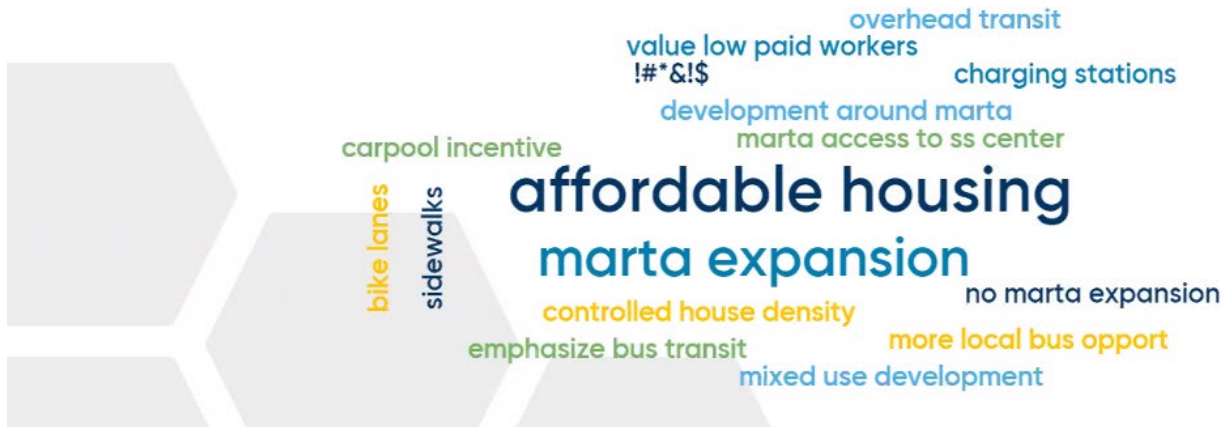 overhead transit
value low paid workers
!#*&!$
charging stations
development around marta
marta access to ss center
carpool incentive
affordable housing
bike lanes
sidewalks
marta expansion
no marta expansion
controlled house density
more local bus opport
emphasize bus transit
mixed use development